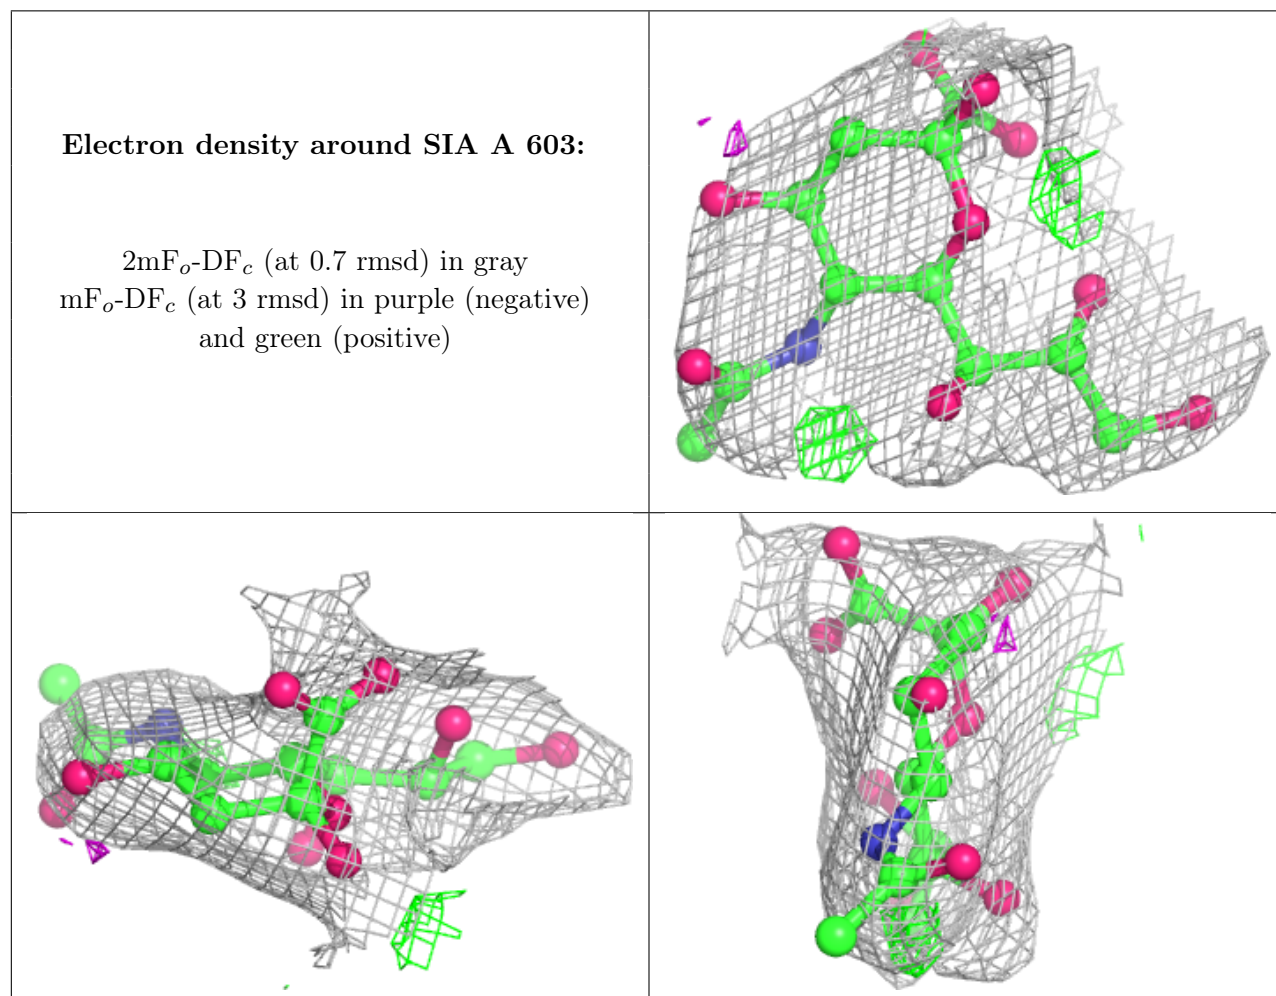 Electron density around SIA A 603:
2mFo-DFc (at 0.7 rmsd) in gray
mFo-DFc (at 3 rmsd) in purple (negative)
and green (positive)